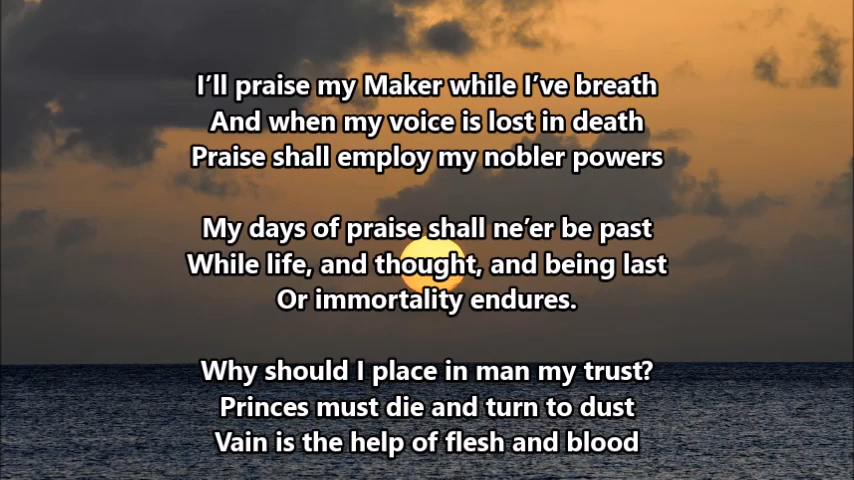 I’ll praise my Maker while I’ve breath
And when my voice is lost in death
Praise shall employ my nobler powers
My days of praise shall ne’er be past
While life, and thought, and being last
Or immortality endures.
Why should I place in man my trust?
Princes must die and turn to dust
Vain is the help of flesh and blood